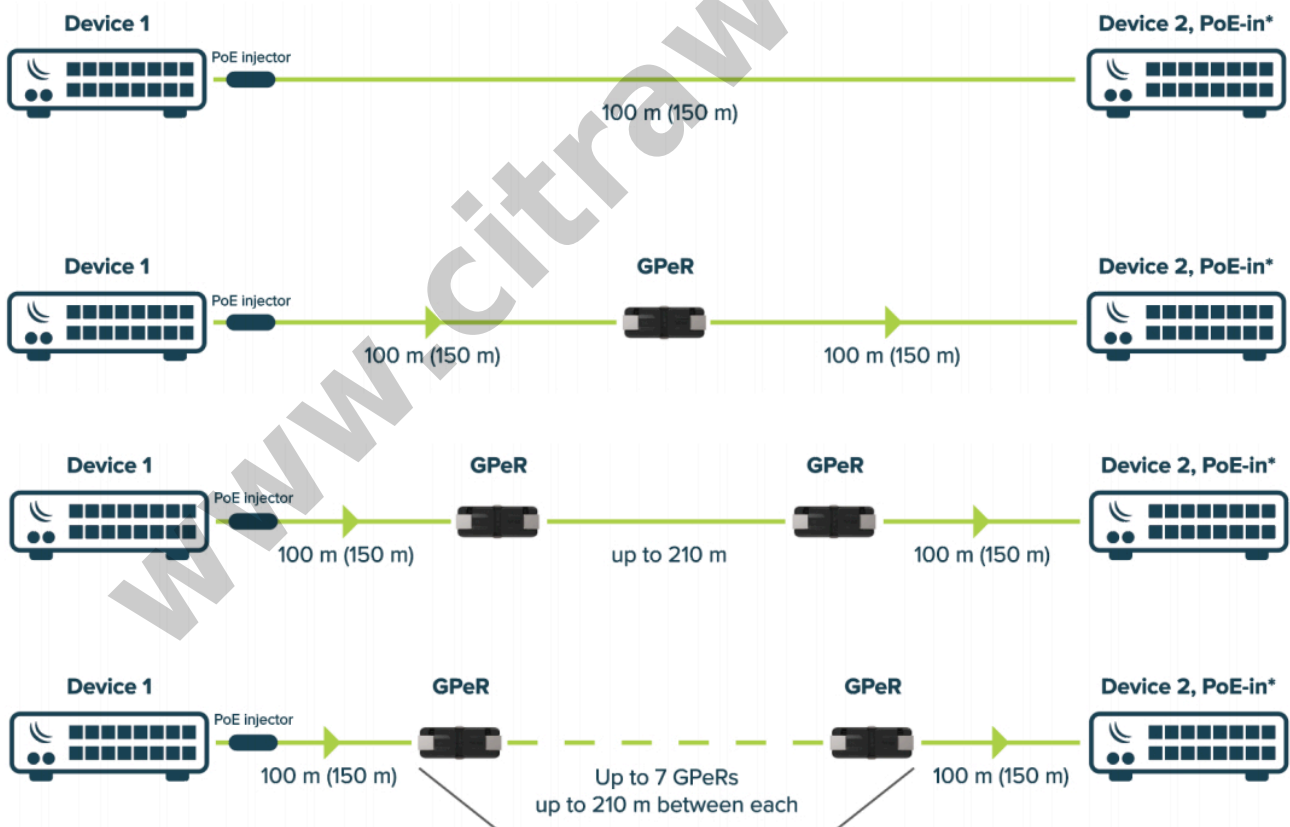 Device 1
Device 2, PoE-in*
PoE injector
100 m (150 m)
Device 1
GPeR
Device 2, PoE-in*
PoE injector
100 m (150 m)
100 m (150 m)
Device 1
GPeR
GPeR
Device 2, PoE-in*
PoE injector
100 m (150 m)
up to 210 m
100 m (150 m)
Device 1
GPeR
GPeR
Device 2, PoE-in*
PoE injector
100 m (150 m)
Up to 7 GPeRs
up to 210 m between each
100 m (150 m)
www.citraw